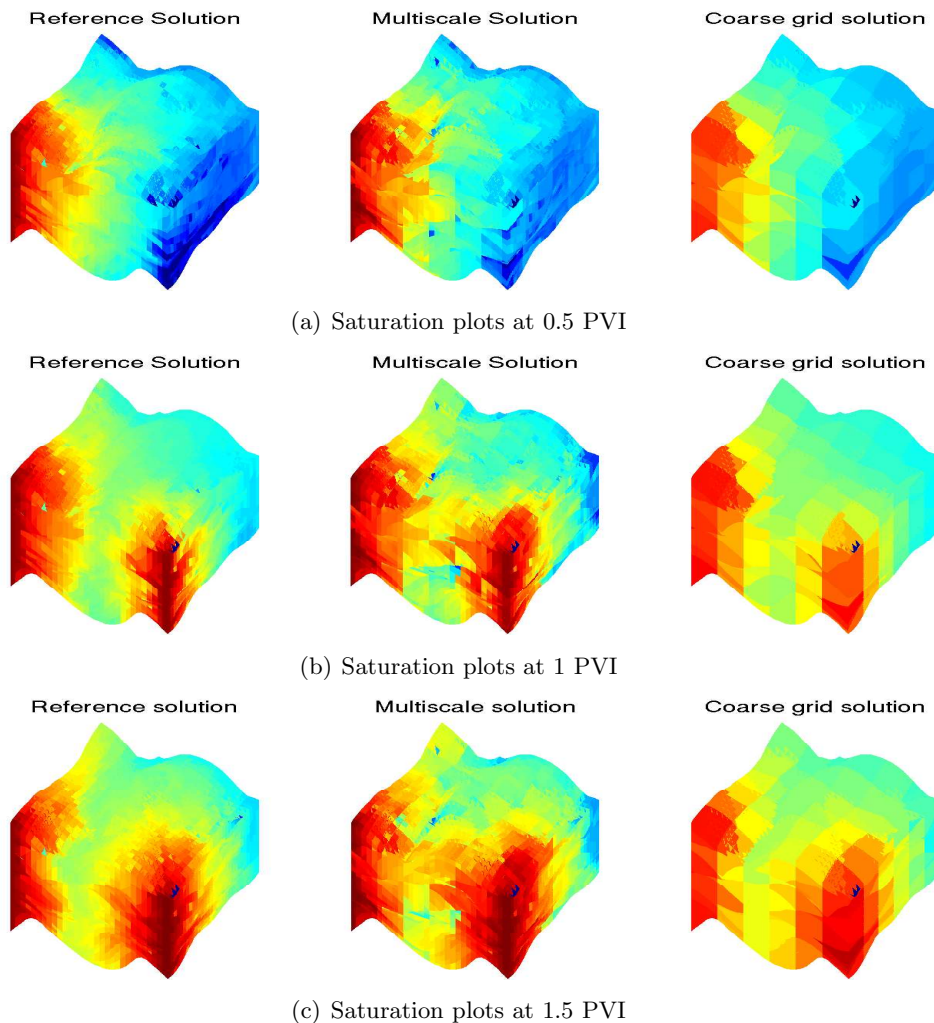 Reference Solution Multiscale Solution Coarse grid solution
(a) Saturation plots at 0.5 PVI
Reference Solution Multiscale Solution Coarse grid solution
(b) Saturation plots at 1 PVI
Reference solution Multiscale solution Coarse grid solution
(c) Saturation plots at 1.5 PVI